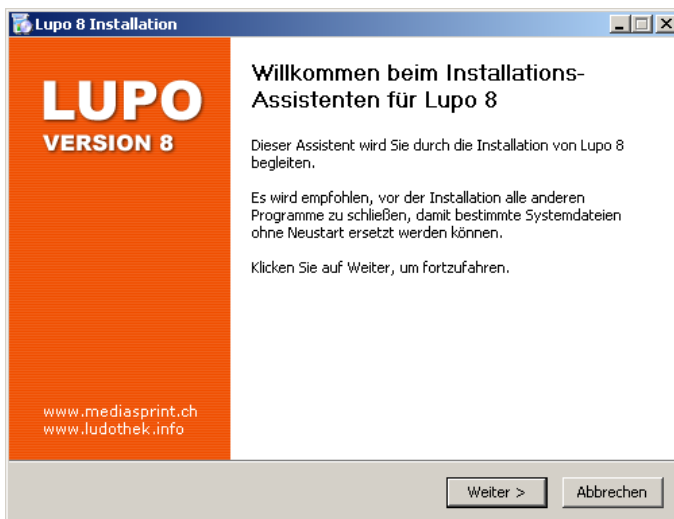 Lupo 8 Installation
LUPO
VERSION 8
www.mediasprint.ch
www.ludothek.info
Willkommen beim Installations-
Assistenten für Lupo 8
Dieser Assistent wird Sie durch die Installation von Lupo 8
begleiten.
Es wird empfohlen, vor der Installation alle anderen
Programme zu schließen, damit bestimmte Systemdateien
ohne Neustart ersetzt werden können.
Klicken Sie auf Weiter, um fortzufahren.
Weiter >
Abbrechen